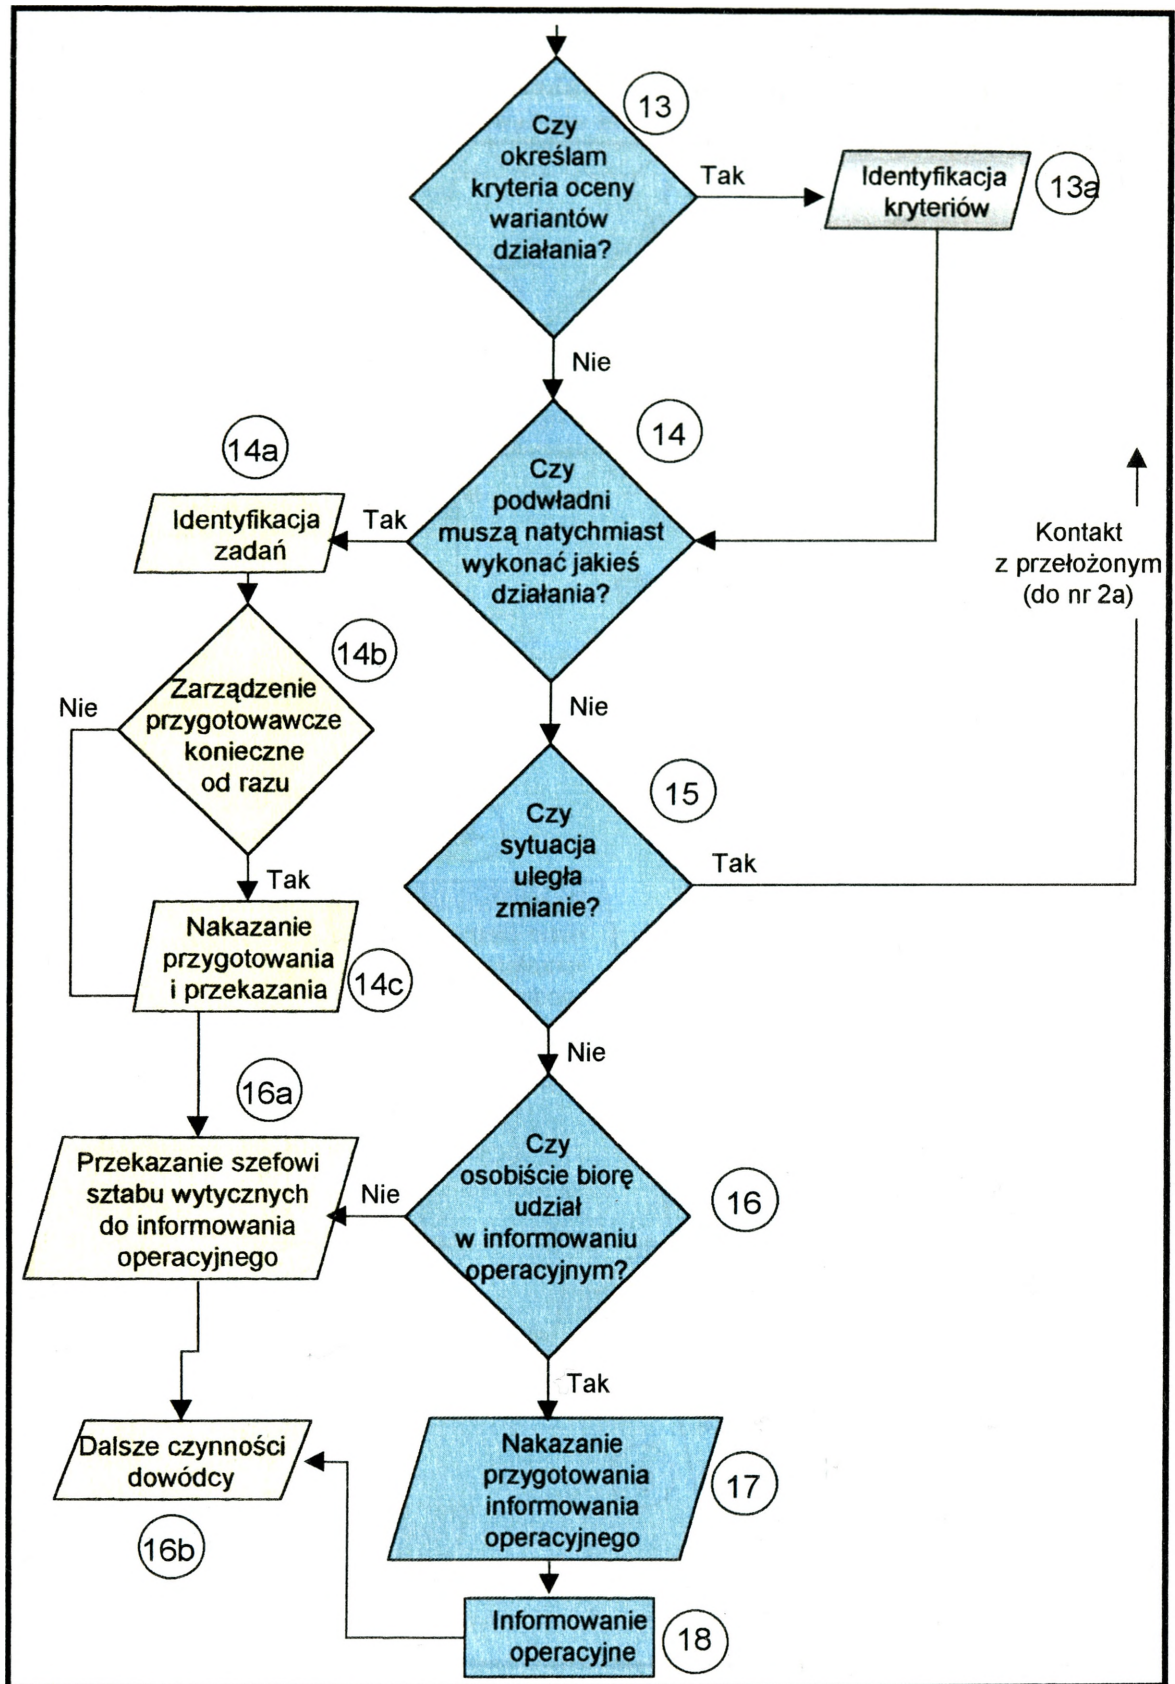 13
Czy
określam
kryteria oceny
wariantów
działania?
Tak
Identyfikacja
kryteriów
13a
Nie
14
Czy
podwładni
muszą natychmiast
wykonać jakieś
działania?
14a
Tak
Identyfikacja
zadań
Kontakt
z przełożonym
(do nr 2a)
14b
Zarządzenie
przygotowawcze
konieczne
od razu
Nie
Nie
15
Czy
sytuacja
uległa
zmianie?
Tak
Tak
Nakazanie
przygotowania
i przekazania
14c
Nie
16a
Przekazanie szefowi
sztabu wytycznych
do informowania
operacyjnego
Nie
Czy
osobiście biorę
udział
w informowaniu
operacyjnym?
16
Tak
Dalsze czynności
dowódcy
16b
Nakazanie
przygotowania
informowania
operacyjnego
17
Informowanie
operacyjne
18